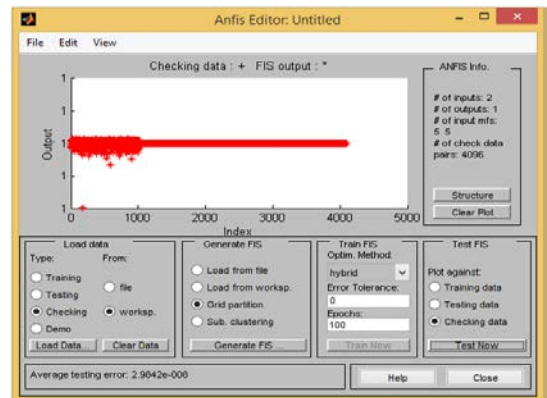 Anfis Editor: Untitled
File Edit View
Checking data : + FIS output : *
1
1
1
1
1
Output
0 1000 2000 3000 4000 5000
Index
ANFIS Info.
# of inputs: 2
# of outputs: 1
# of input mfs:
5 5
# of check data
pairs: 4096
Structure
Clear Plot
Load data
Type: From:
Training
Testing
Checking
Demo
file
worksp.
Load Data... Clear Data
Generate FIS
Load from file
Load from worksp.
Grid partition
Sub. clustering
Generate FIS ...
Train FIS
Optim. Method:
hybrid
Error Tolerance:
0
Epochs:
100
Train Now
Test FIS
Plot against:
Training data
Testing data
Checking data
Test Now
Average testing error: 2.9842e-006
Help Close